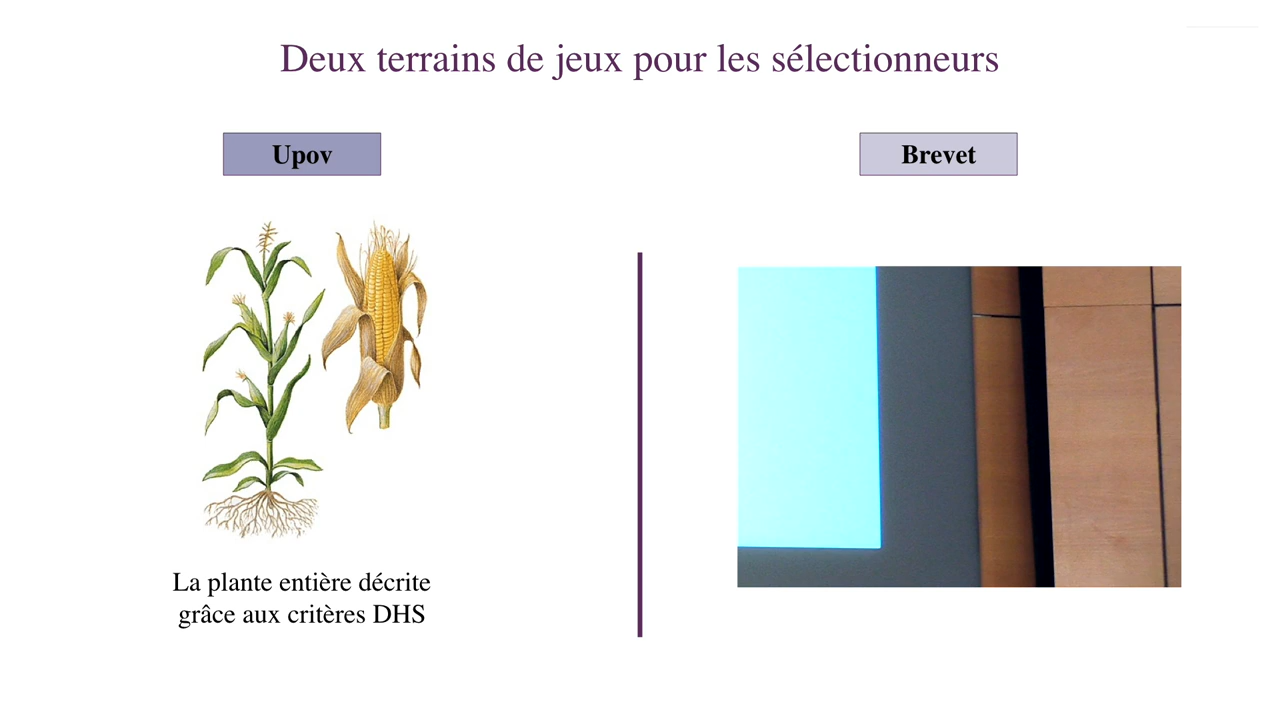 Deux terrains de jeux pour les sélectionneurs
Upov
Brevet
La plante entière décrite
grâce aux critères DHS